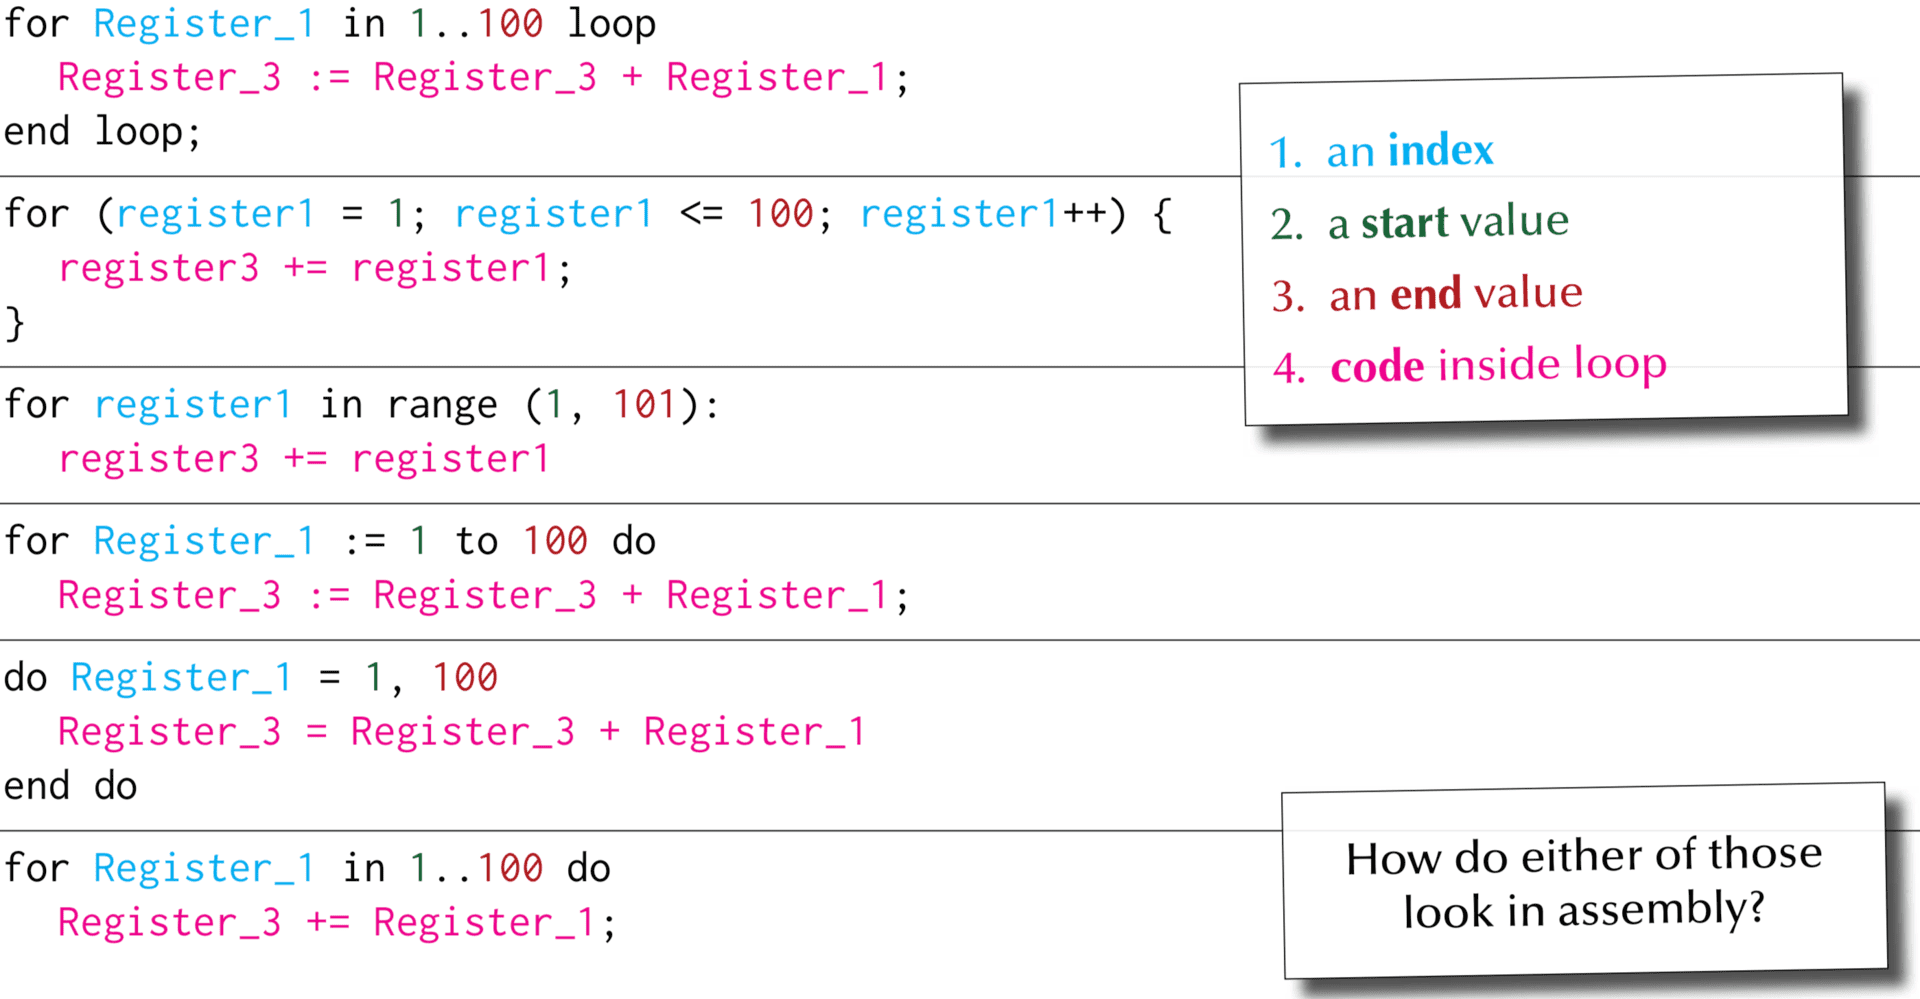 for Register_1 in 1..100 loop
Register_3 := Register_3 + Register_1;
end loop;
for (register1 = 1; register1 <= 100; register1++) {
register3 += register1;
}
for register1 in range (1, 101):
register3 += register1
for Register_1 := 1 to 100 do
Register_3 := Register_3 + Register_1;
do Register_1 = 1, 100
Register_3 = Register_3 + Register_1
end do
for Register_1 in 1..100 do
Register_3 += Register_1;
1. an index
2. a start value
3. an end value
4. code inside loop
How do either of those
look in assembly?